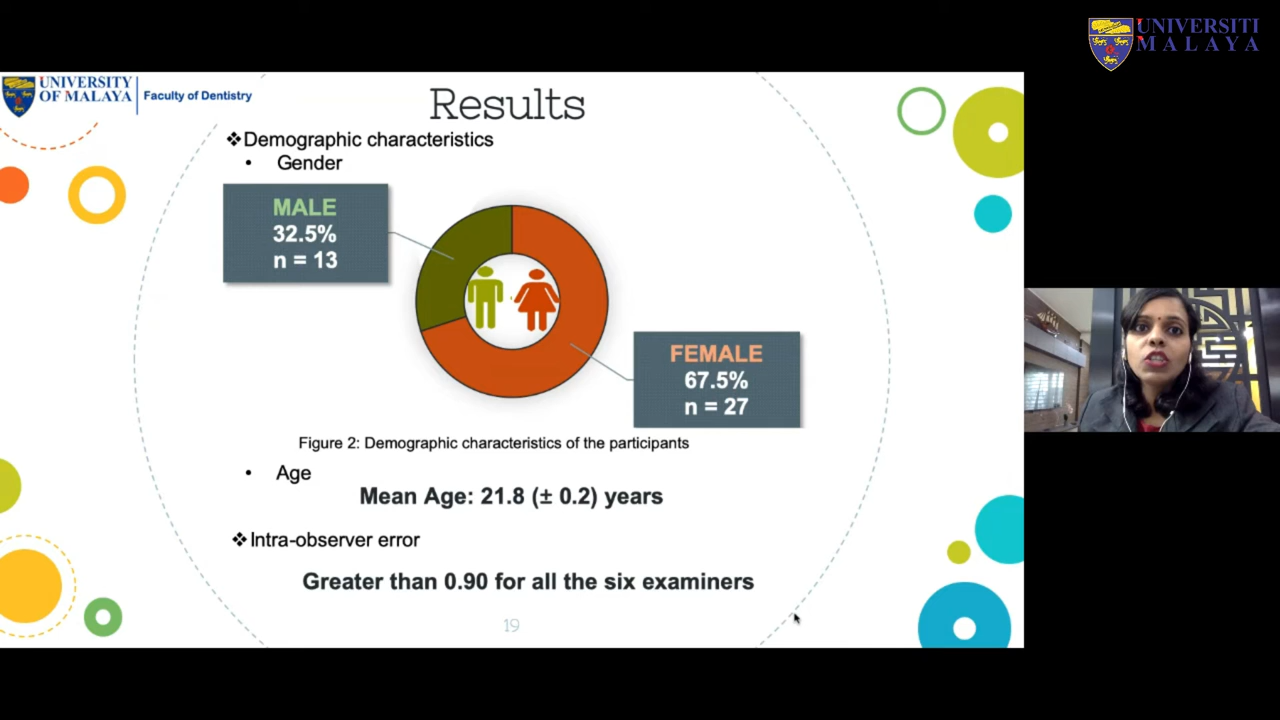 UNIVERSITI
MALAYA
UNIVERSITY
OF MALAYA
Faculty of Dentistry
Results
❖Demographic characteristics
• Gender
MALE
32.5%
n = 13
FEMALE
67.5%
n = 27
Figure 2: Demographic characteristics of the participants
• Age
Mean Age: 21.8 (± 0.2) years
❖Intra-observer error
Greater than 0.90 for all the six examiners
19